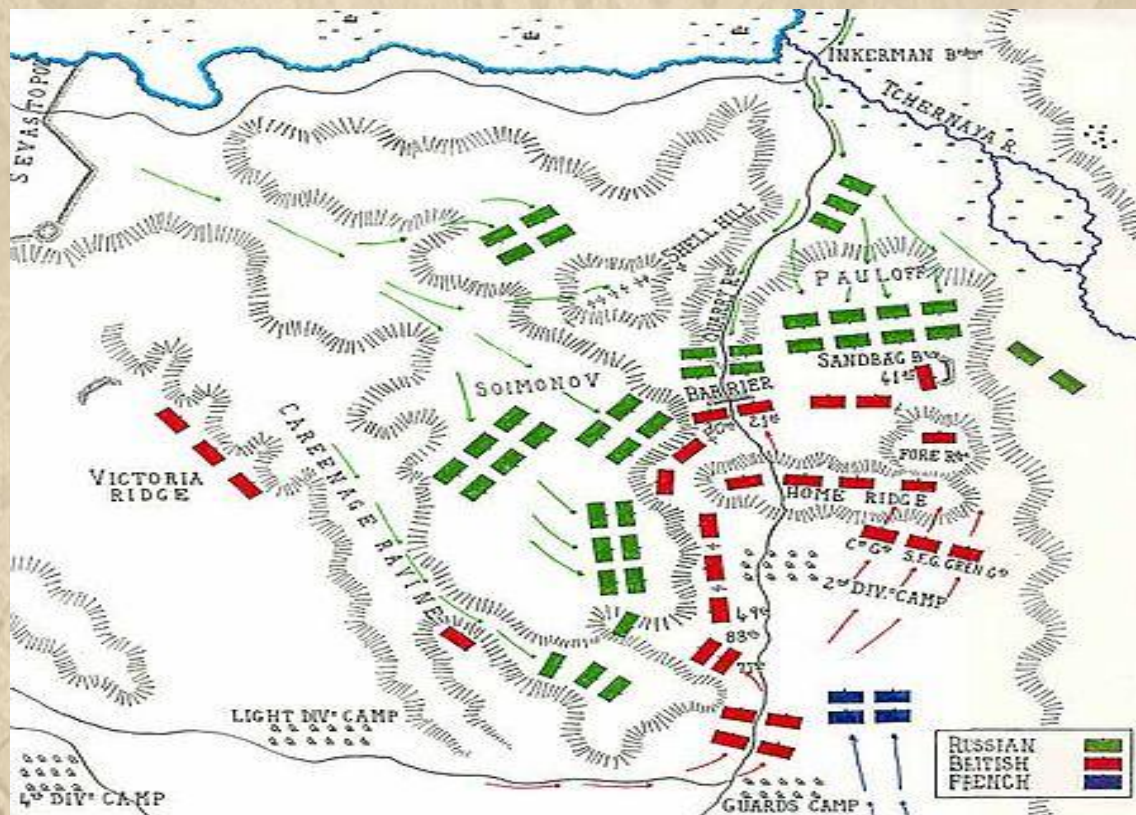 SEVASTOPOL
INKERMAN Bᴰᴳᴱ
TCHERNAYA R.
SHELL HILL
QUARRY Rᴰ
PAULOFF
SANDBAG Bᵀʸ
41ˢᵗ
SOIMONOV
BARRIER
21ˢᵗ
FORE Rᴰᴳᴱ
HOME RIDGE
CAREENAGE RAVINE
VICTORIA
RIDGE
Cᴹ Gᴰˢ
S.F.G.
GREN Gᴰˢ
2ᴺᴰ DIVᴺ CAMP
49ᵗʰ
88ᵗʰ
77ᵗʰ
LIGHT DIVᴺ CAMP
4ᵀᴴ DIVᴺ CAMP
GUARDS CAMP
RUSSIAN
BRITISH
FRENCH